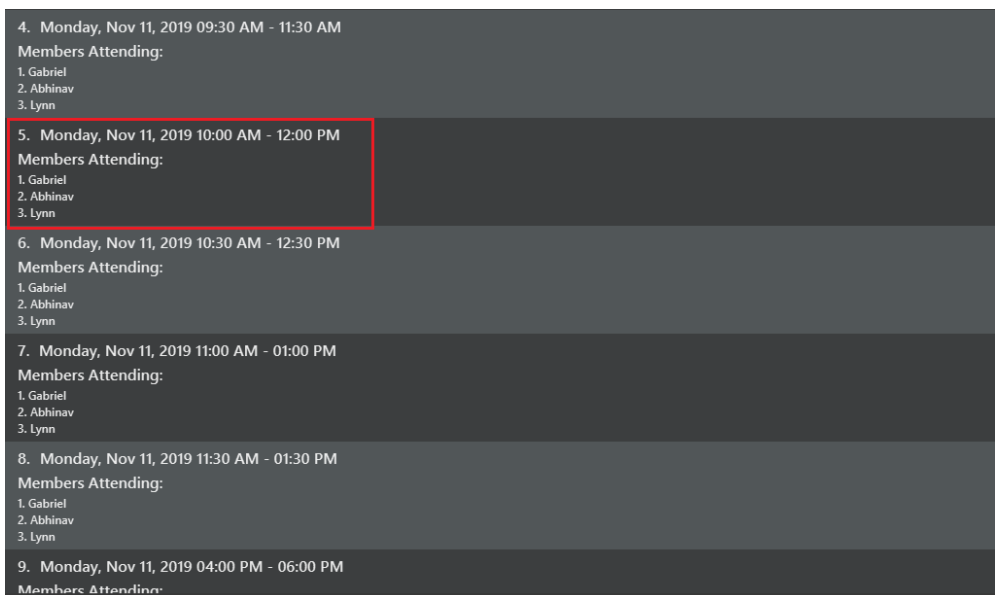 4. Monday, Nov 11, 2019 09:30 AM - 11:30 AM
Members Attending:
1. Gabriel
2. Abhinav
3. Lynn
5. Monday, Nov 11, 2019 10:00 AM - 12:00 PM
Members Attending:
1. Gabriel
2. Abhinav
3. Lynn
6. Monday, Nov 11, 2019 10:30 AM - 12:30 PM
Members Attending:
1. Gabriel
2. Abhinav
3. Lynn
7. Monday, Nov 11, 2019 11:00 AM - 01:00 PM
Members Attending:
1. Gabriel
2. Abhinav
3. Lynn
8. Monday, Nov 11, 2019 11:30 AM - 01:30 PM
Members Attending:
1. Gabriel
2. Abhinav
3. Lynn
9. Monday, Nov 11, 2019 04:00 PM - 06:00 PM
Members Attending: